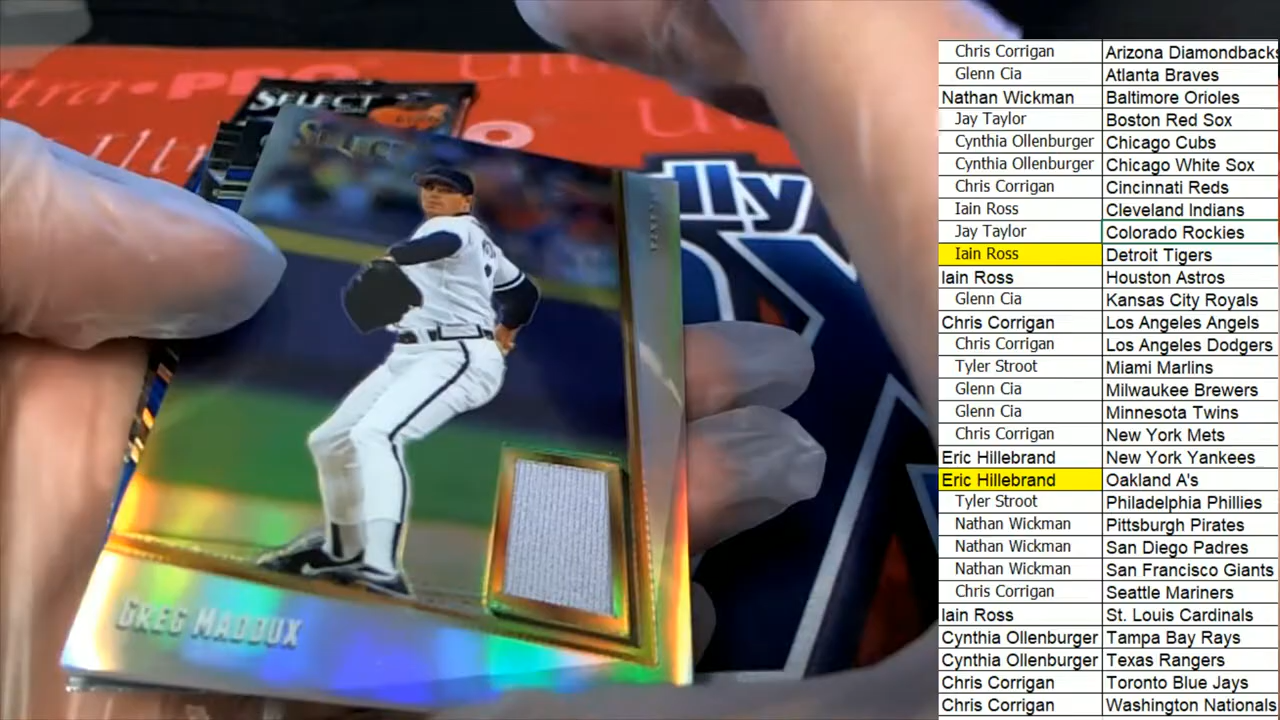 Ultra PRO
SELECT
SELECT
lly
GREG MADDUX
Chris Corrigan Arizona Diamondbacks
Glenn Cia Atlanta Braves
Nathan Wickman Baltimore Orioles
Jay Taylor Boston Red Sox
Cynthia Ollenburger Chicago Cubs
Cynthia Ollenburger Chicago White Sox
Chris Corrigan Cincinnati Reds
Iain Ross Cleveland Indians
Jay Taylor Colorado Rockies
Iain Ross Detroit Tigers
Iain Ross Houston Astros
Glenn Cia Kansas City Royals
Chris Corrigan Los Angeles Angels
Chris Corrigan Los Angeles Dodgers
Tyler Stroot Miami Marlins
Glenn Cia Milwaukee Brewers
Glenn Cia Minnesota Twins
Chris Corrigan New York Mets
Eric Hillebrand New York Yankees
Eric Hillebrand Oakland A's
Tyler Stroot Philadelphia Phillies
Nathan Wickman Pittsburgh Pirates
Nathan Wickman San Diego Padres
Nathan Wickman San Francisco Giants
Chris Corrigan Seattle Mariners
Iain Ross St. Louis Cardinals
Cynthia Ollenburger Tampa Bay Rays
Cynthia Ollenburger Texas Rangers
Chris Corrigan Toronto Blue Jays
Chris Corrigan Washington Nationals